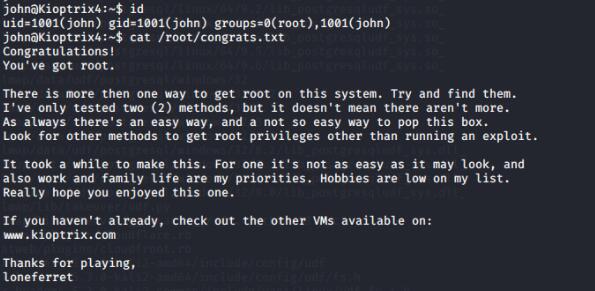 john@Kioptrix4:~$ id
uid=1001(john) gid=1001(john) groups=0(root),1001(john)
john@Kioptrix4:~$ cat /root/congrats.txt
Congratulations!
You've got root.
There is more then one way to get root on this system. Try and find them.
I've only tested two (2) methods, but it doesn't mean there aren't more.
As always there's an easy way, and a not so easy way to pop this box.
Look for other methods to get root privileges other than running an exploit.
It took a while to make this. For one it's not as easy as it may look, and
also work and family life are my priorities. Hobbies are low on my list.
Really hope you enjoyed this one.
If you haven't already, check out the other VMs available on:
www.kioptrix.com
Thanks for playing,
loneferret